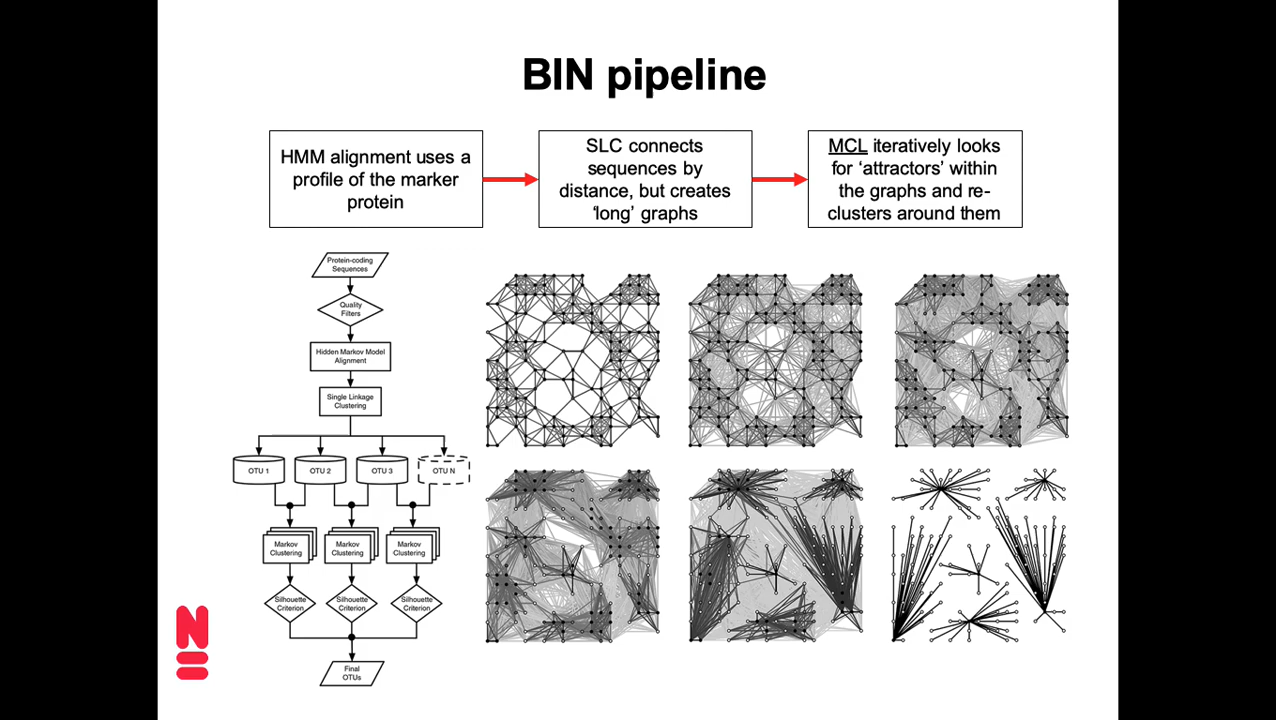 BIN pipeline
HMM alignment uses a
profile of the marker
protein
SLC connects
sequences by
distance, but creates
‘long’ graphs
MCL iteratively looks
for ‘attractors’ within
the graphs and re-
clusters around them
Protein-coding
Sequences
Quality
Filters
Hidden Markov Model
Alignment
Single Linkage
Clustering
OTU 1
OTU 2
OTU 3
OTU N
Markov
Clustering
Markov
Clustering
Markov
Clustering
Silhouette
Criterion
Silhouette
Criterion
Silhouette
Criterion
Final
OTUs
N